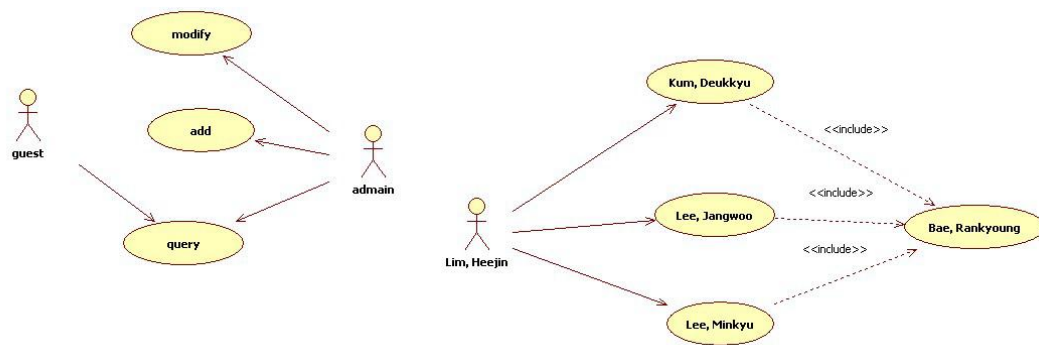 modify
guest
add
admain
query
Kum, Deukkyu
<<include>>
Lee, Jangwoo
<<include>>
Bae, Rankyoung
Lim, Heejin
<<include>>
Lee, Minkyu